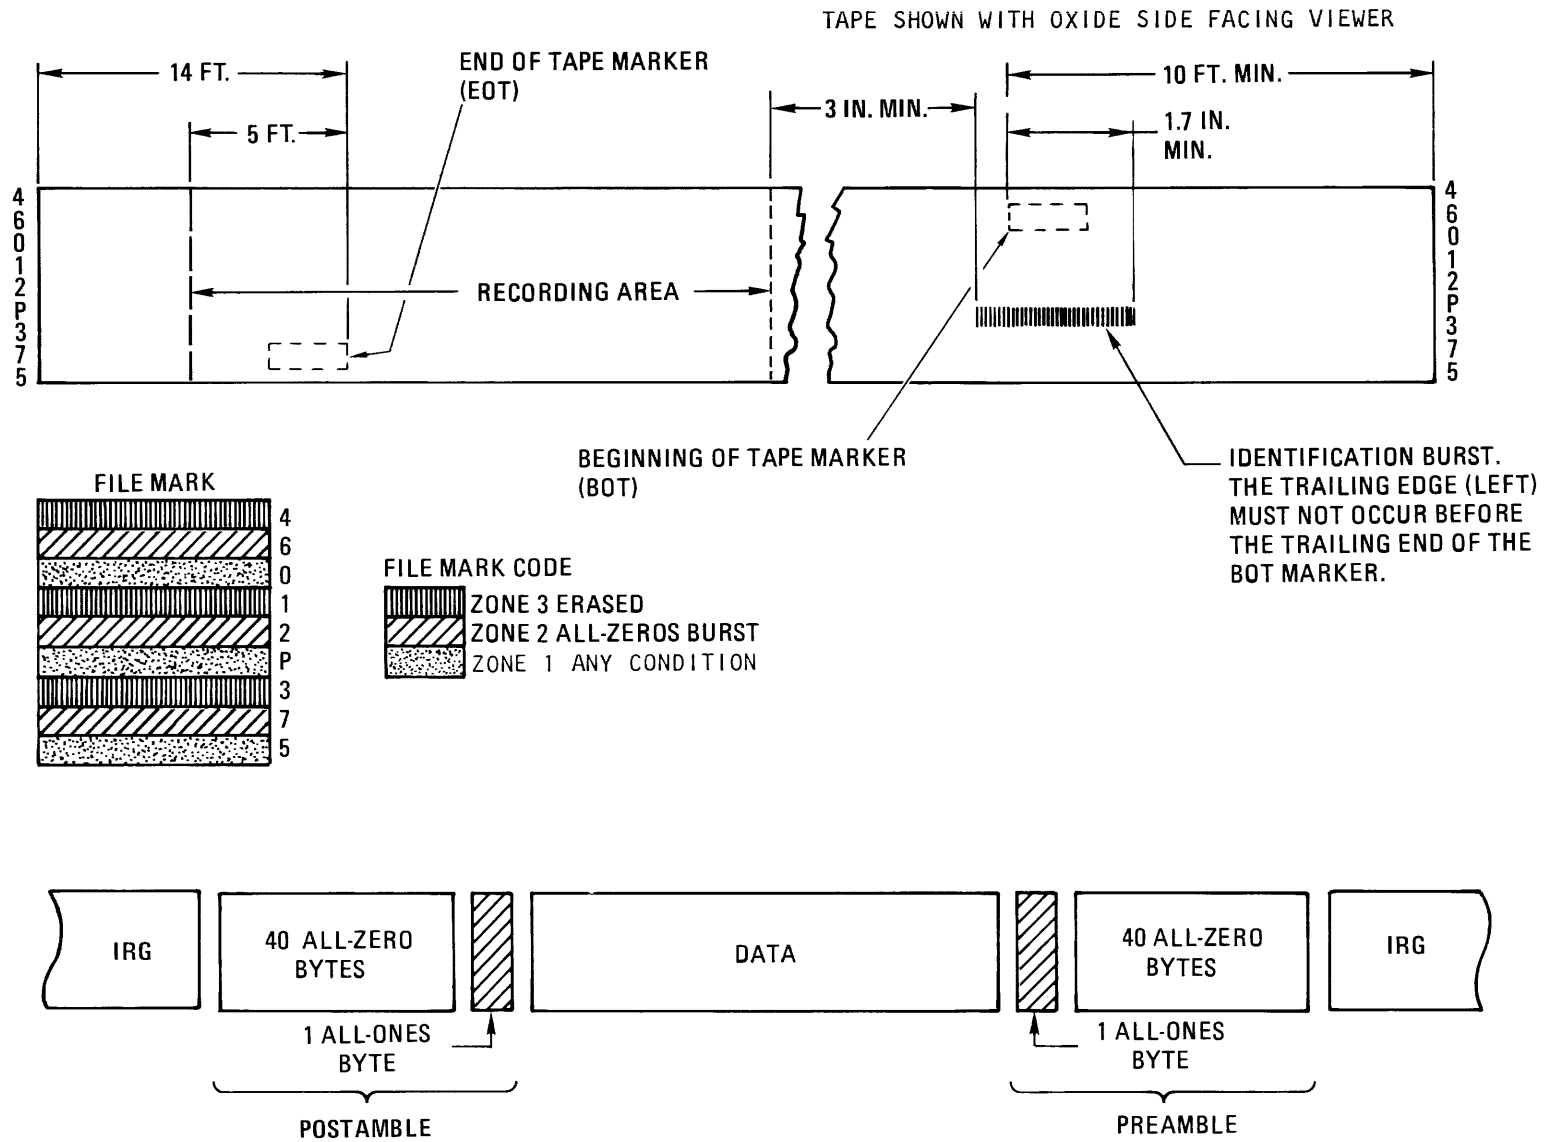 TAPE SHOWN WITH OXIDE SIDE FACING VIEWER
14 FT.
END OF TAPE MARKER
(EOT)
5 FT.
3 IN. MIN.
10 FT. MIN.
1.7 IN.
MIN.
4
6
0
1
2
P
3
7
5
RECORDING AREA
4
6
0
1
2
P
3
7
5
BEGINNING OF TAPE MARKER
(BOT)
IDENTIFICATION BURST.
THE TRAILING EDGE (LEFT)
MUST NOT OCCUR BEFORE
THE TRAILING END OF THE
BOT MARKER.
FILE MARK
4
6
0
1
2
P
3
7
5
FILE MARK CODE
ZONE 3 ERASED
ZONE 2 ALL-ZEROS BURST
ZONE 1 ANY CONDITION
IRG
40 ALL-ZERO
BYTES
DATA
40 ALL-ZERO
BYTES
IRG
1 ALL-ONES
BYTE
1 ALL-ONES
BYTE
POSTAMBLE
PREAMBLE